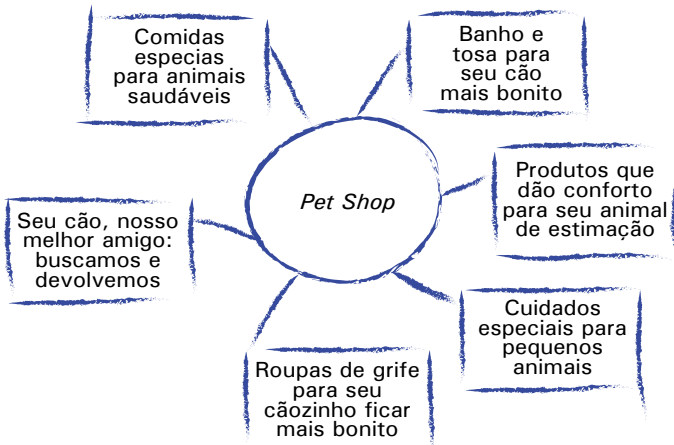 Comidas
especias
para animais
saudáveis
Banho e
tosa para
seu cão
mais bonito
Pet Shop
Produtos que
dão conforto
para seu animal
de estimação
Seu cão, nosso
melhor amigo:
buscamos e
devolvemos
Cuidados
especiais para
pequenos
animais
Roupas de grife
para seu
cãozinho ficar
mais bonito